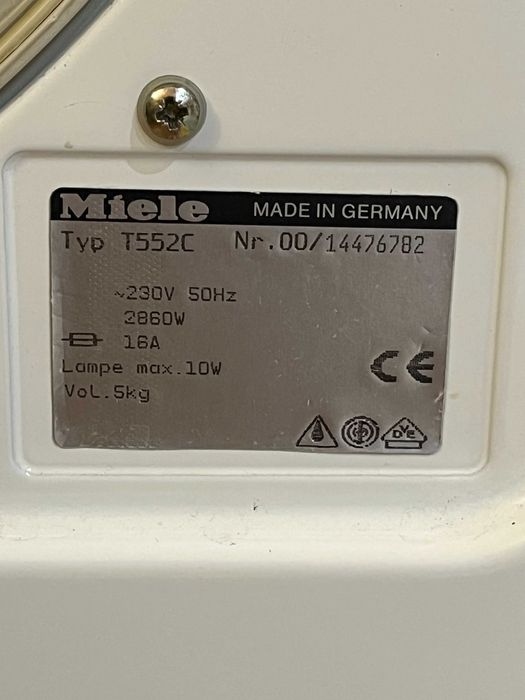 Miele MADE IN GERMANY
Typ T552C Nr.00/14476782
~230V 50Hz
2860W
16A
Lampe max.10W
Vol.5kg
CE
DVE